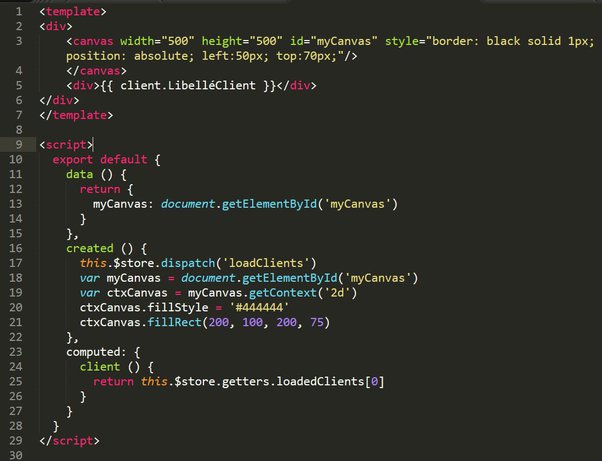 1 <template>
2 <div>
3 <canvas width="500" height="500" id="myCanvas" style="border: black solid 1px;
position: absolute; left:50px; top:70px;"/>
4 </canvas>
5 <div>{{ client.LibelléClient }}</div>
6 </div>
7 </template>
8
9 <script>
10 export default {
11 data () {
12 return {
13 myCanvas: document.getElementById('myCanvas')
14 }
15 },
16 created () {
17 this.$store.dispatch('loadClients')
18 var myCanvas = document.getElementById('myCanvas')
19 var ctxCanvas = myCanvas.getContext('2d')
20 ctxCanvas.fillStyle = '#444444'
21 ctxCanvas.fillRect(200, 100, 200, 75)
22 },
23 computed: {
24 client () {
25 return this.$store.getters.loadedClients[0]
26 }
27 }
28 }
29 </script>
30